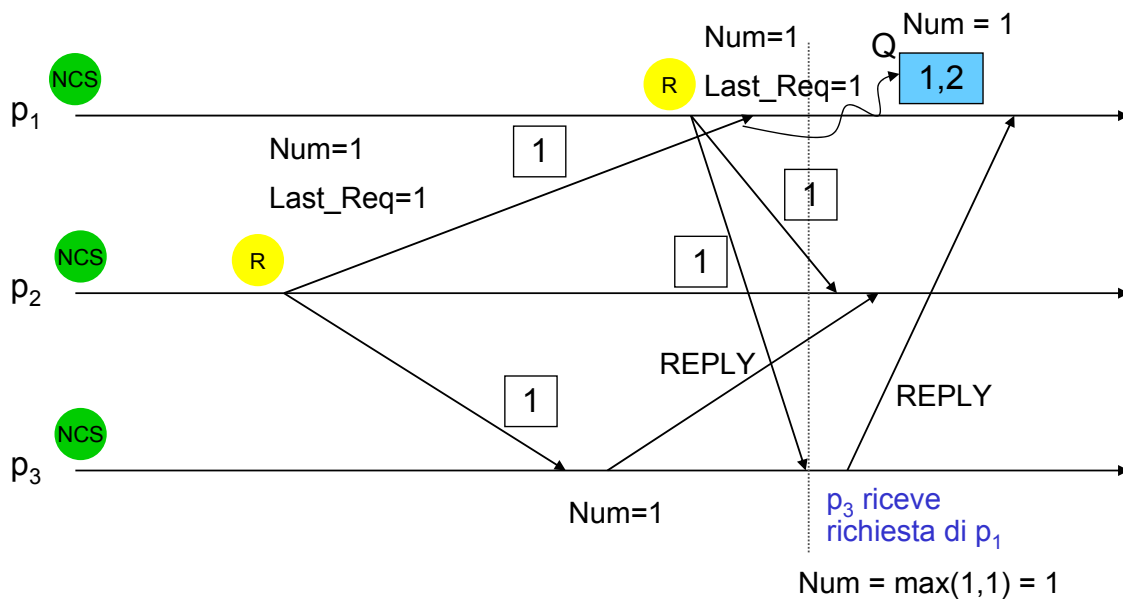 Num = 1
Num=1
Q
NCS
R
Last_Req=1
1,2
p1
1
Num=1
Last_Req=1
1
NCS
R
1
p2
REPLY
REPLY
1
NCS
p3
Num=1
p3 riceve
richiesta di p1
Num = max(1,1) = 1